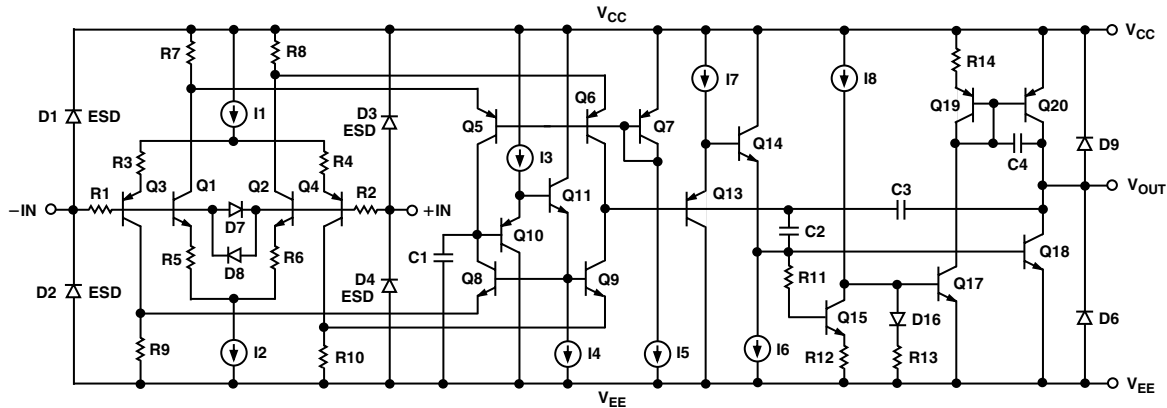 VCC
VCC
R7
R8
R14
I7
I8
D1
ESD
I1
D3
ESD
Q6
Q5
Q7
Q19
Q20
Q14
C4
D9
I3
R3
R4
R1
Q3
Q1
Q2
Q4
R2
Q11
Q13
C3
VOUT
–IN
+IN
D7
Q10
C2
R5
D8
R6
C1
Q8
Q9
Q18
R11
D2
ESD
D4
ESD
Q17
Q15
D16
D6
R9
I2
R10
I4
I5
I6
R12
R13
VEE
VEE